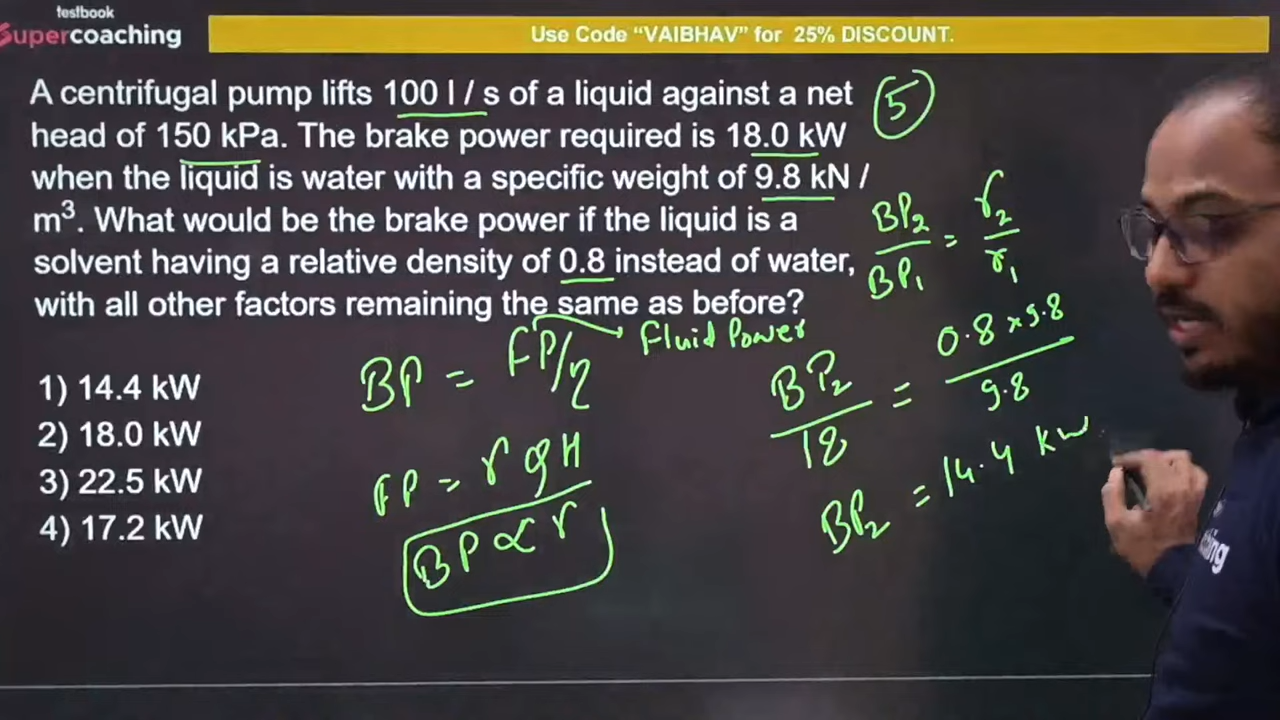 testbook
Supercoaching
Use Code “VAIBHAV” for 25% DISCOUNT.
A centrifugal pump lifts 100 l / s of a liquid against a net
head of 150 kPa. The brake power required is 18.0 kW
when the liquid is water with a specific weight of 9.8 kN /
m³. What would be the brake power if the liquid is a
solvent having a relative density of 0.8 instead of water,
with all other factors remaining the same as before?
1) 14.4 kW
2) 18.0 kW
3) 22.5 kW
4) 17.2 kW
5
BP = FP/η
Fluid Power
FP = γ QH
BP ∝ γ
BP₂/BP₁ = γ₂/γ₁
BP₂/18 = 0.8×9.8/9.8
BP₂ = 14.4 kW